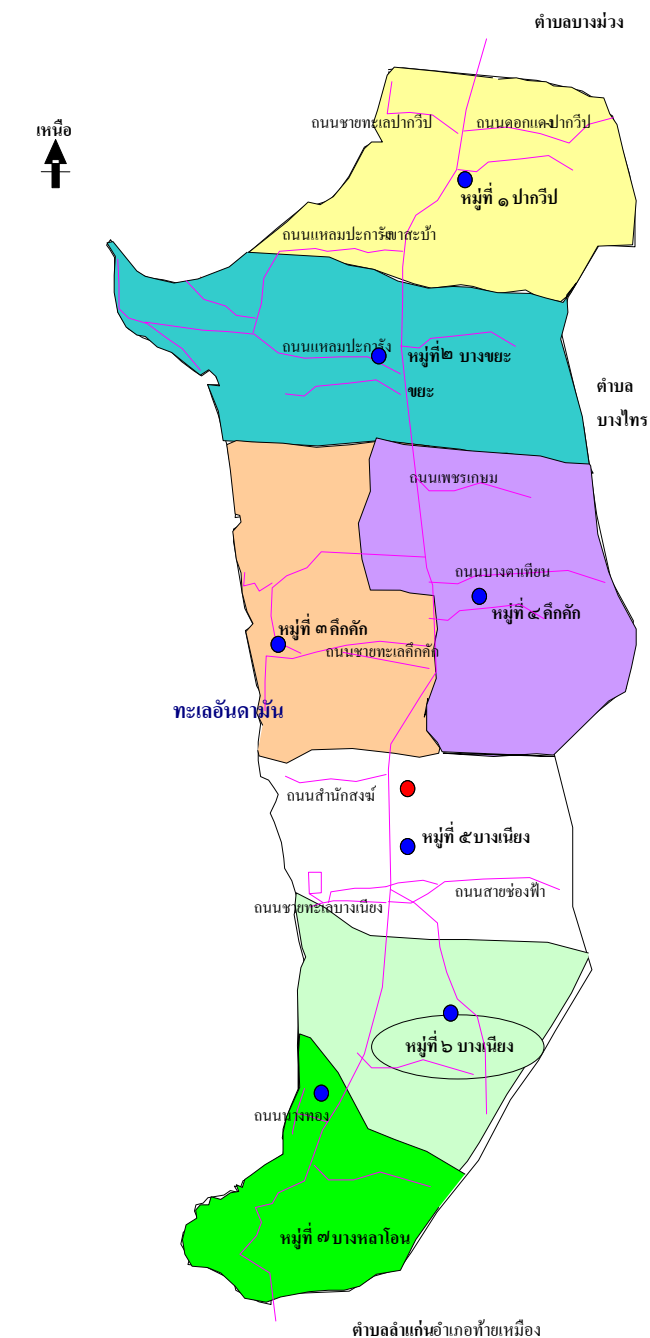 ตำบลบางม่วง
เหนือ
ถนนชายทะเลปากวีป
ถนนดอกแดงปากวีป
หมู่ที่ ๑ ปากวีป
ถนนแหลมปะการังเขาสะบ้า
ถนนแหลมปะการัง
หมู่ที่๒ บางขยะ
ขยะ
ตำบล
บางไทร
ถนนเพชรเกษม
ถนนบางตาเทียน
หมู่ที่ ๔ คึกคัก
หมู่ที่ ๓ คึกคัก
ถนนชายทะเลคึกคัก
ทะเลอันดามัน
ถนนสำนักสงฆ์
หมู่ที่ ๕ บางเนียง
ถนนสายช่องฟ้า
ถนนชายทะเลบางเนียง
หมู่ที่ ๖ บางเนียง
ถนนบางทอง
หมู่ที่ ๗ บางหลาโอน
ตำบลลำแก่นอำเภอท้ายเหมือง